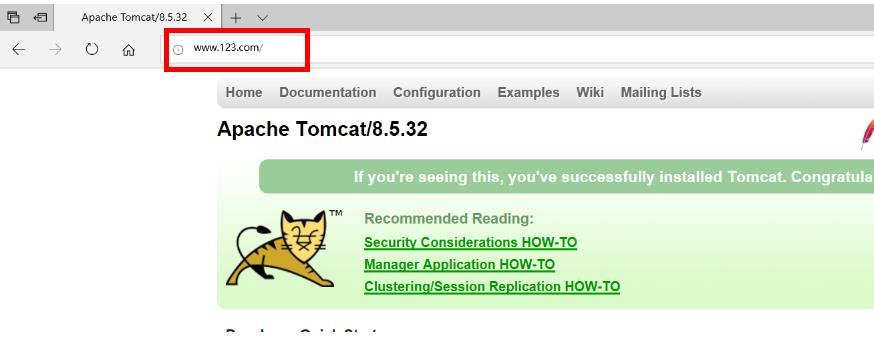 Apache Tomcat/8.5.32
www.123.com/
Home Documentation Configuration Examples Wiki Mailing Lists
Apache Tomcat/8.5.32
If you're seeing this, you've successfully installed Tomcat. Congratula
TM
Recommended Reading:
Security Considerations HOW-TO
Manager Application HOW-TO
Clustering/Session Replication HOW-TO